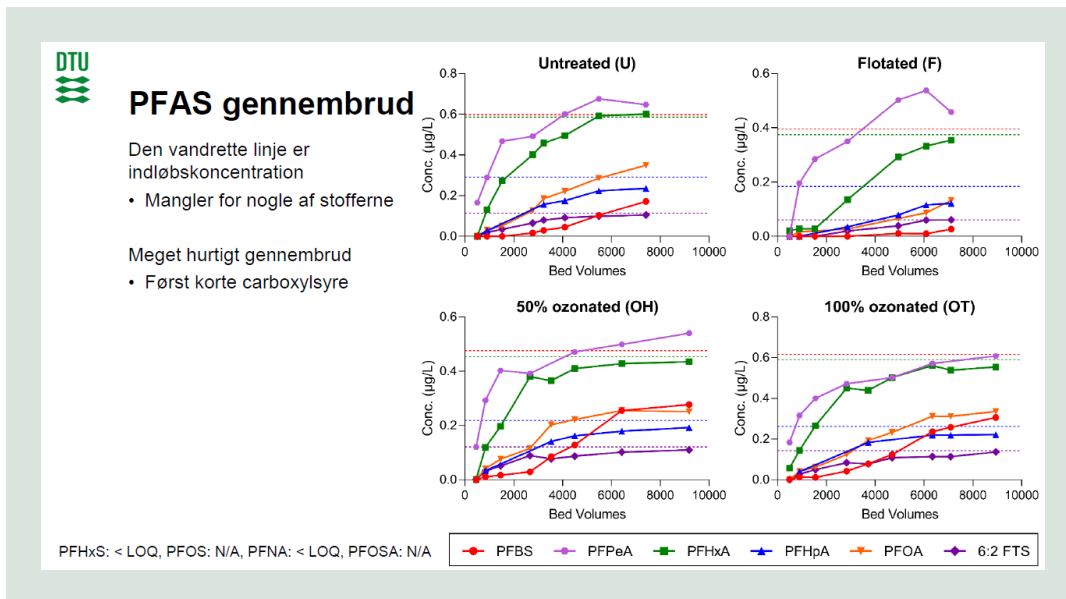 DTU
PFAS gennembrud
Den vandrette linje er
indløbskoncentration
• Mangler for nogle af stofferne
Meget hurtigt gennembrud
• Først korte carboxylsyre
PFHxS: < LOQ, PFOS: N/A, PFNA: < LOQ, PFOSA: N/A
Untreated (U)
Conc. (µg/L)
0.8
0.6
0.4
0.2
0.0
0 2000 4000 6000 8000 10000
Bed Volumes
Flotated (F)
Conc. (µg/L)
0.6
0.4
0.2
0.0
0 2000 4000 6000 8000 10000
Bed Volumes
50% ozonated (OH)
Conc. (µg/L)
0.6
0.4
0.2
0.0
0 2000 4000 6000 8000 10000
Bed Volumes
100% ozonated (OT)
Conc. (µg/L)
0.8
0.6
0.4
0.2
0.0
0 2000 4000 6000 8000 10000
Bed Volumes
PFBS PFPeA PFHxA PFHpA PFOA 6:2 FTS